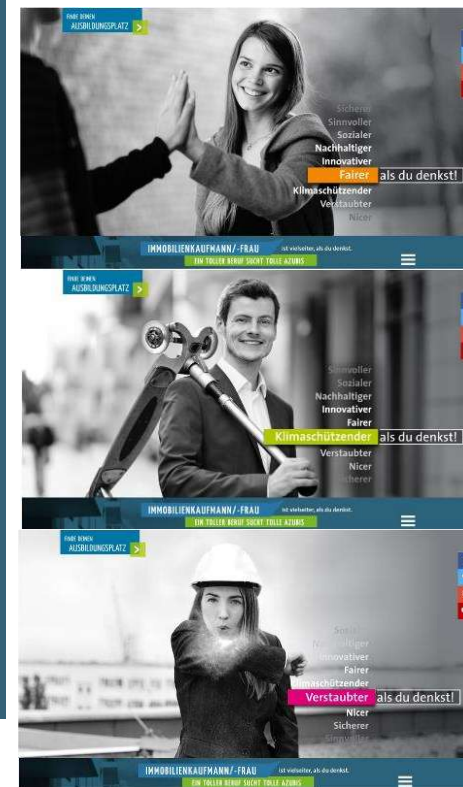 FINDE DEINEN
AUSBILDUNGSPLATZ >
Sicherer
Sinnvoller
Sozialer
Nachhaltiger
Innovativer
Fairer als du denkst!
Klimaschützender
Verstaubter
Nicer
IMMOBILIENKAUFMANN/-FRAU ist vielseiter, als du denkst.
EIN TOLLER BERUF SUCHT TOLLE AZUBIS
FINDE DEINEN
AUSBILDUNGSPLATZ >
Sinnvoller
Sozialer
Nachhaltiger
Innovativer
Fairer
Klimaschützender als du denkst!
Verstaubter
Nicer
Sicherer
IMMOBILIENKAUFMANN/-FRAU ist vielseiter, als du denkst.
EIN TOLLER BERUF SUCHT TOLLE AZUBIS
FINDE DEINEN
AUSBILDUNGSPLATZ >
Nachhaltiger
Innovativer
Fairer
Klimaschützender
Verstaubter als du denkst!
Nicer
Sicherer
Sinnvoller
IMMOBILIENKAUFMANN/-FRAU ist vielseiter, als du denkst.
EIN TOLLER BERUF SUCHT TOLLE AZUBIS